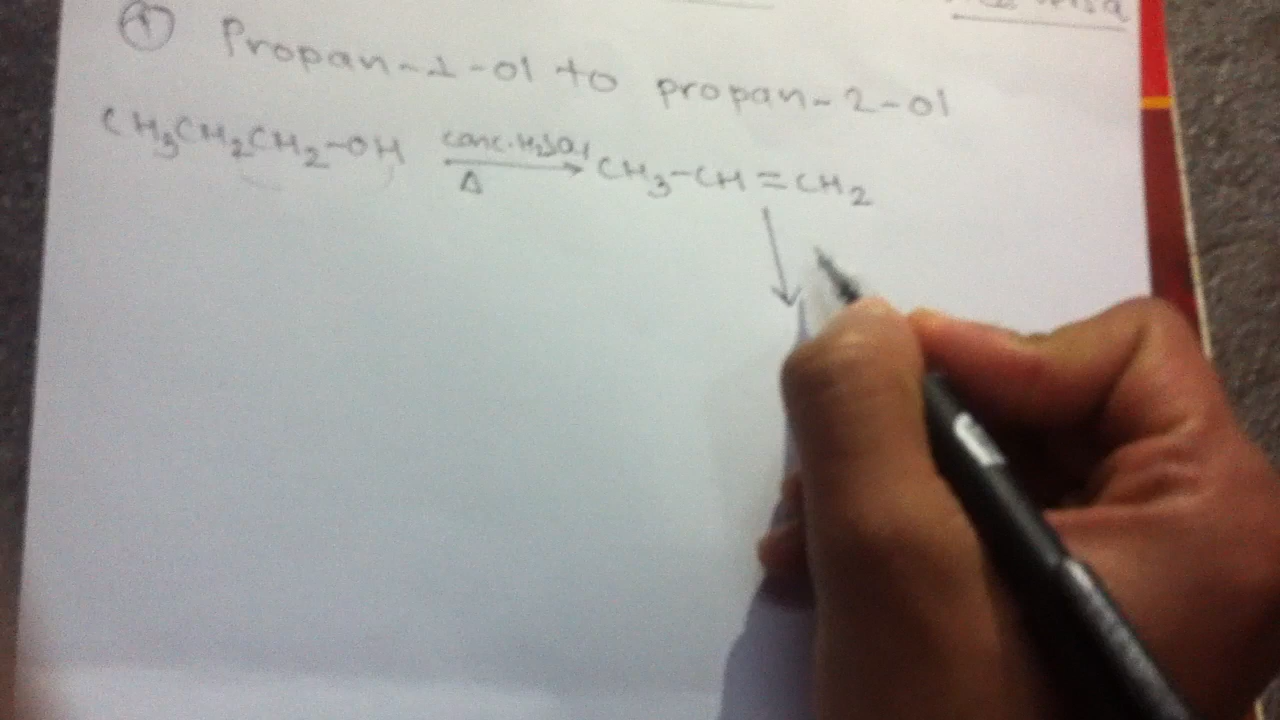 ① Propan-1-ol to propan-2-ol
CH₃CH₂CH₂-OH conc.H₂SO₄ Δ → CH₃-CH=CH₂